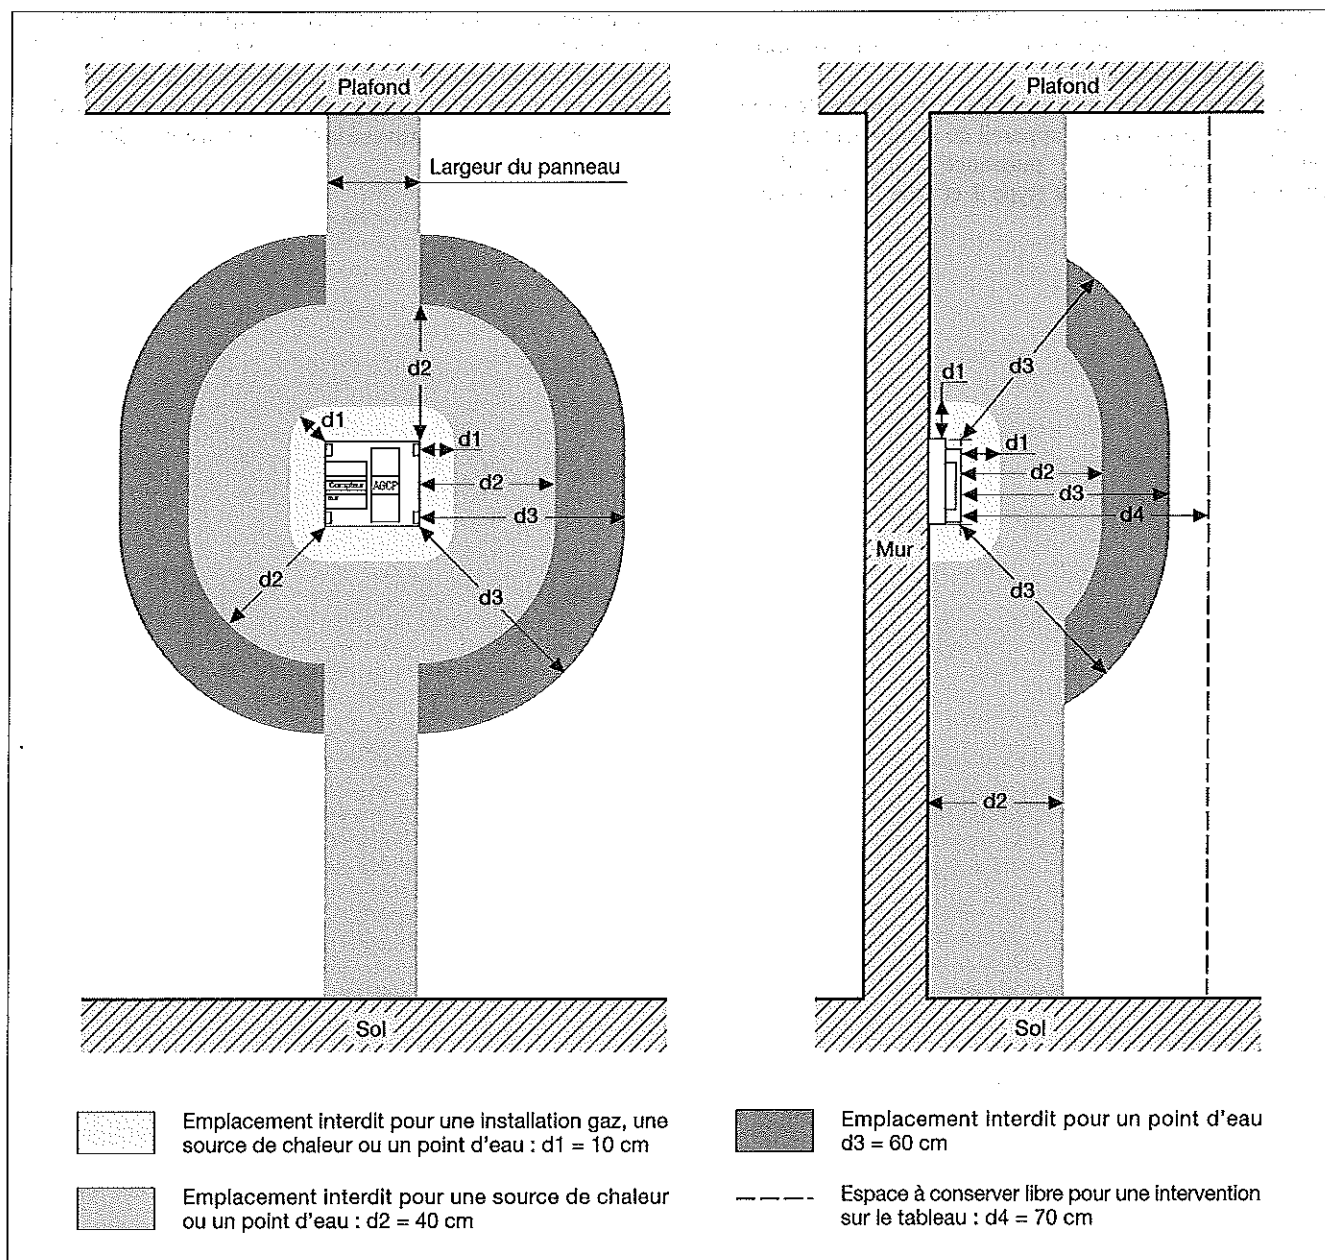 Plafond
Largeur du panneau
d2
d1
d1
d2
d3
AGCP
d2
d3
Sol
Plafond
d1
d3
d1
d2
d3
d4
Mur
d3
d2
Sol
Emplacement interdit pour une installation gaz, une
source de chaleur ou un point d'eau : d1 = 10 cm
Emplacement interdit pour une source de chaleur
ou un point d'eau : d2 = 40 cm
Emplacement interdit pour un point d'eau
d3 = 60 cm
Espace à conserver libre pour une intervention
sur le tableau : d4 = 70 cm